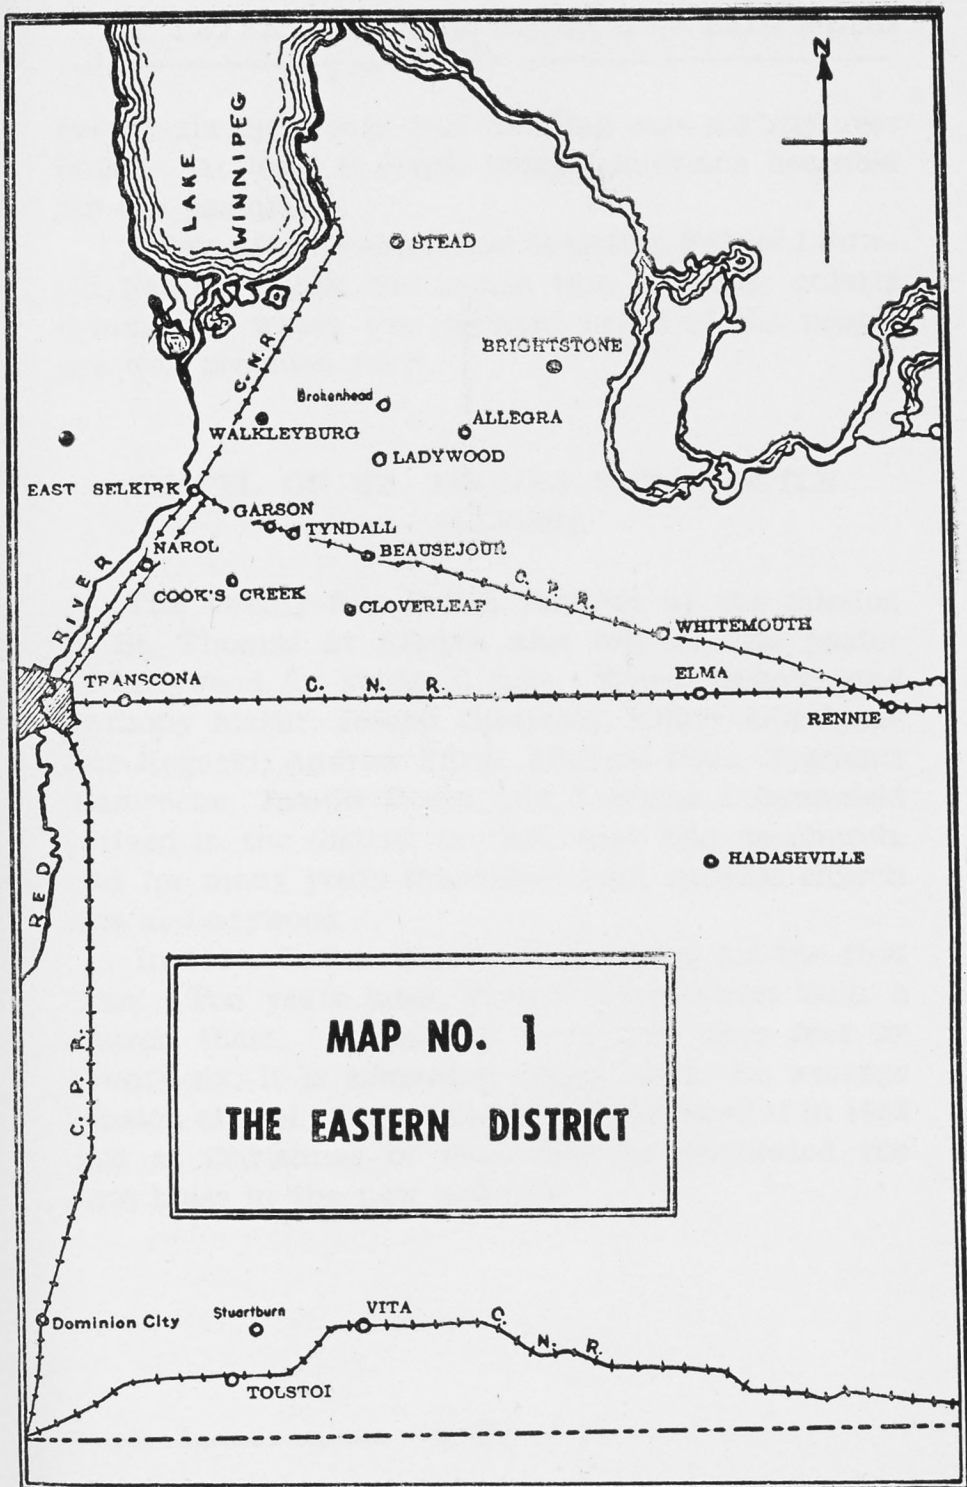 N
LAKE
WINNIPEG
STEAD
C. N. R.
BRIGHTSTONE
Brokenhead
ALLEGRA
WALKLEYBURG
LADYWOOD
EAST SELKIRK
GARSON
TYNDALL
NAROL
BEAUSEJOUR
COOK'S CREEK
C. P. R.
CLOVERLEAF
RIVER
WHITEMOUTH
TRANSCONA
C. N. R.
ELMA
RENNIE
RED
HADASHVILLE
C. P. R.
MAP NO. 1
THE EASTERN DISTRICT
Dominion City
Stuartburn
VITA
C. N. R.
TOLSTOI